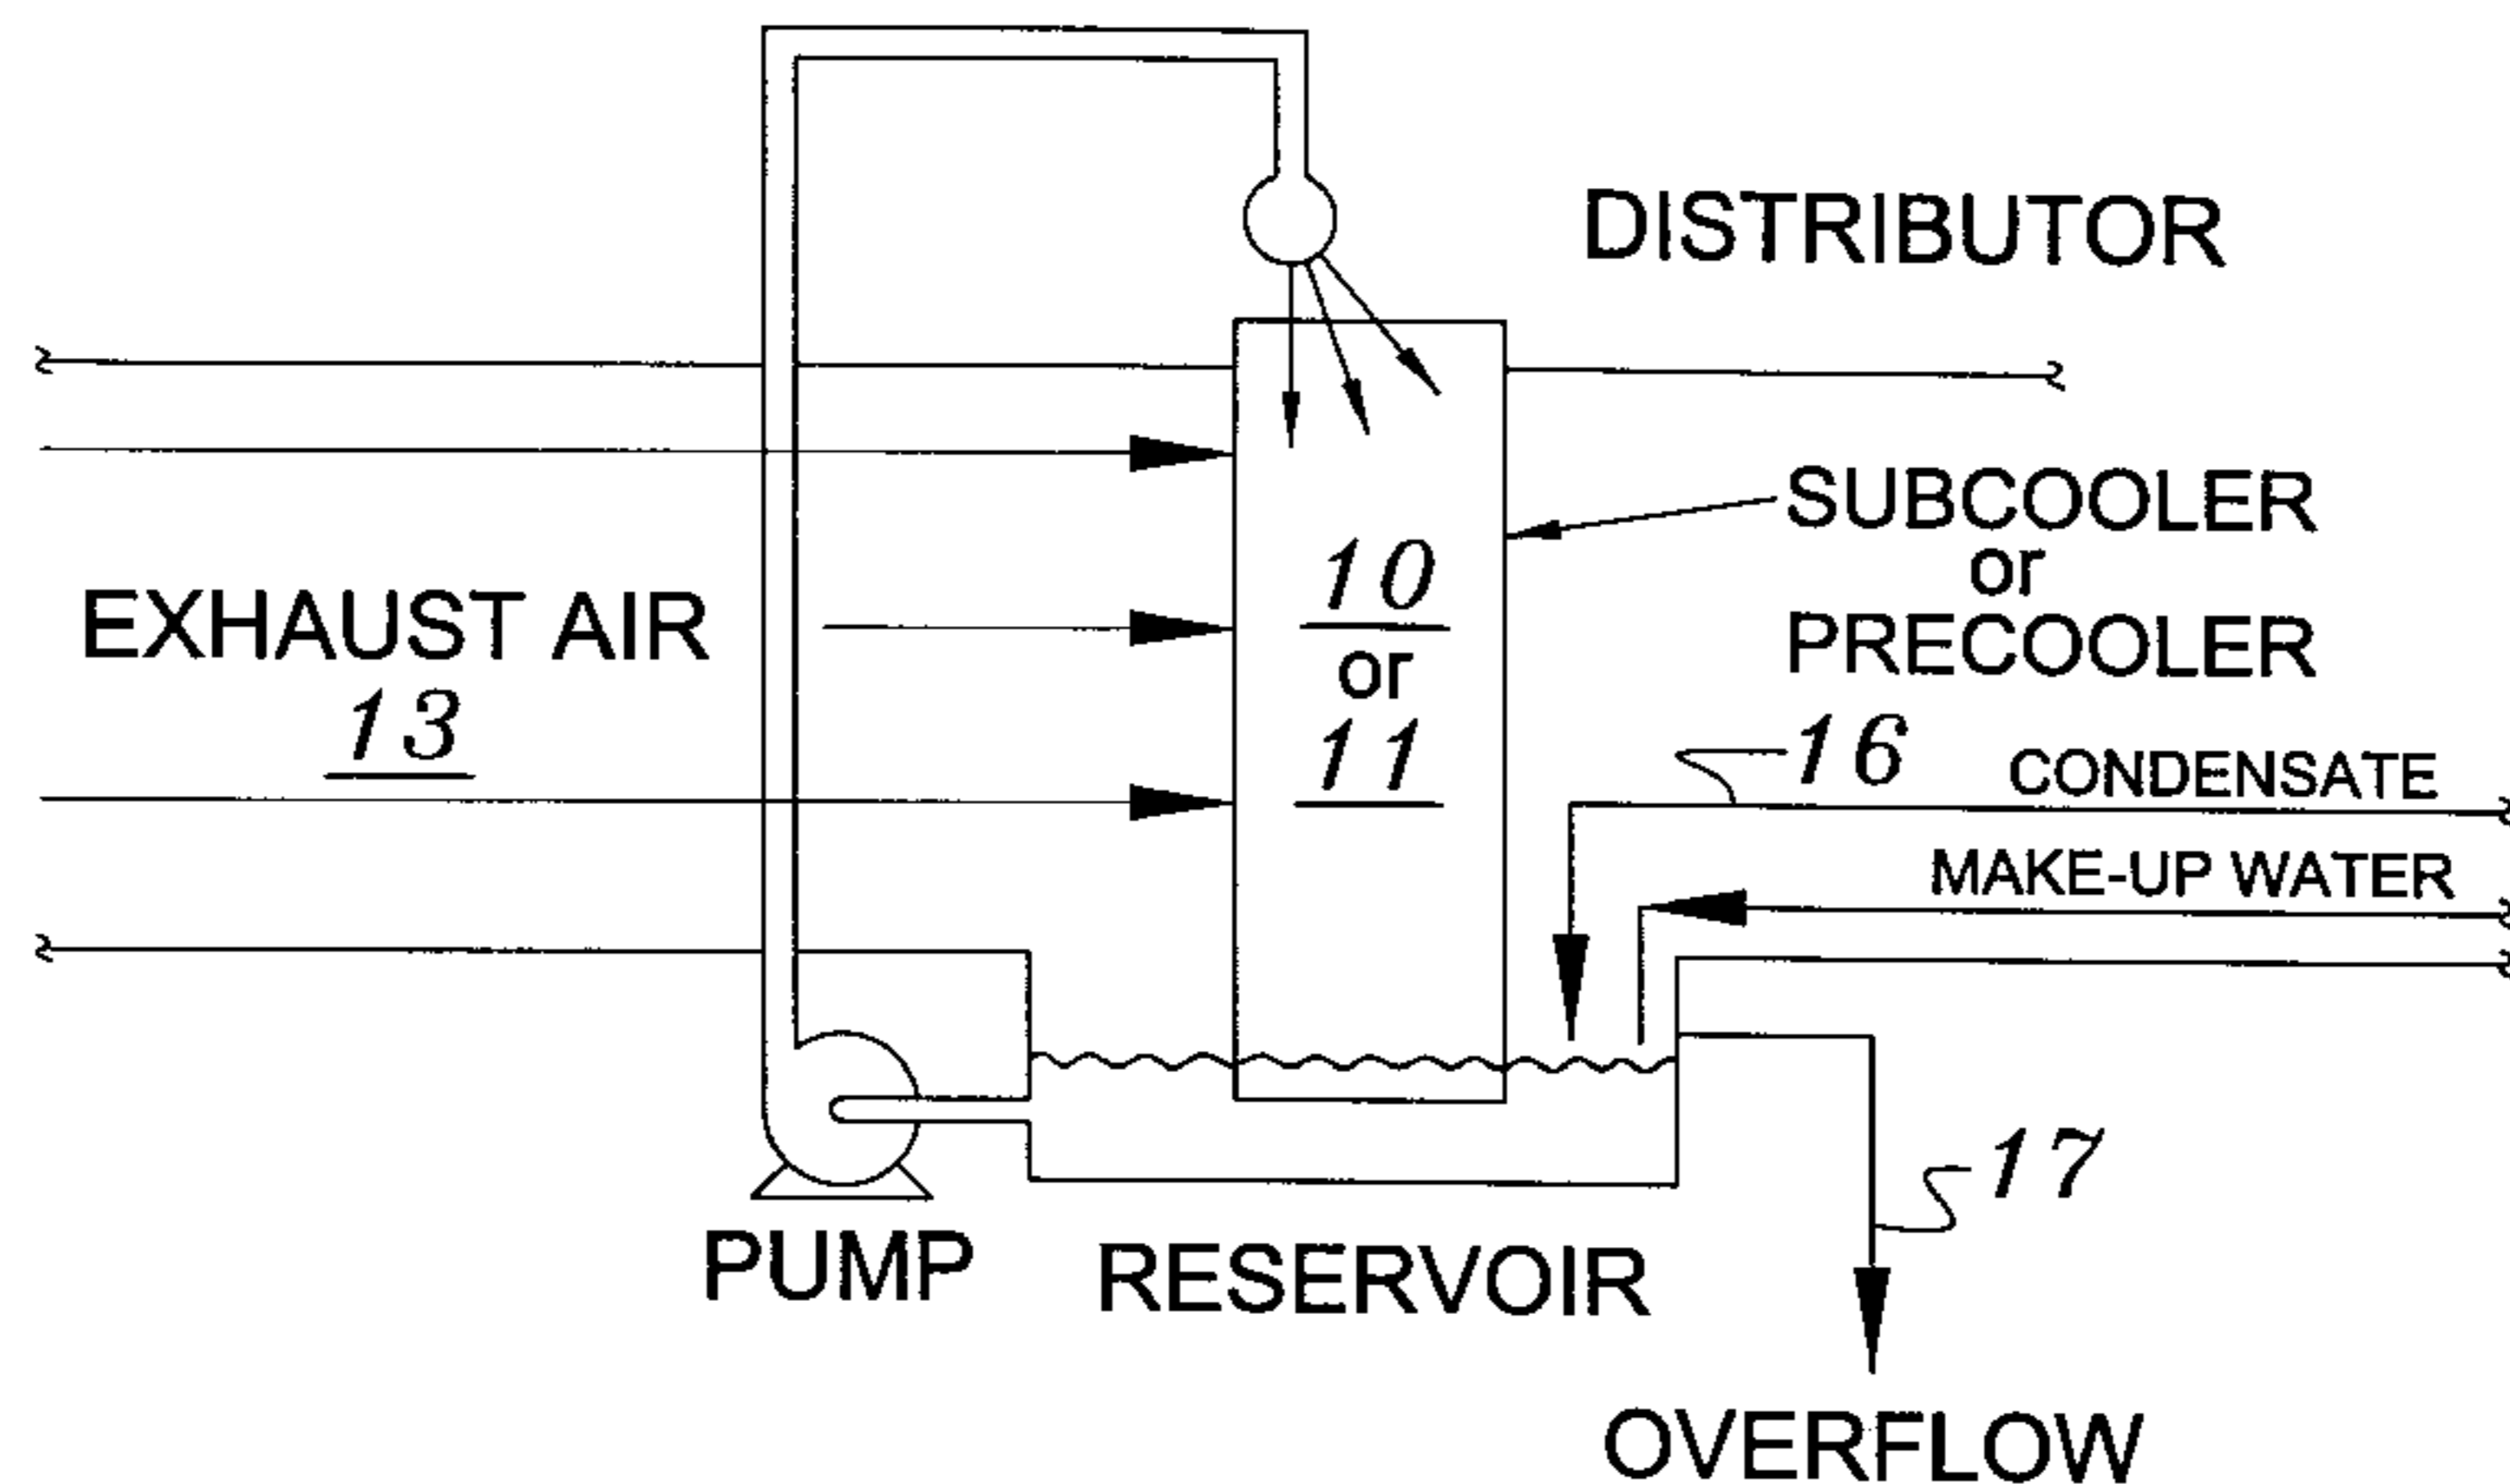 DISTRIBUTOR
SUBCOOLER
or
PRECOOLER
EXHAUST AIR
13
10
or
11
16
CONDENSATE
MAKE-UP WATER
17
PUMP
RESERVOIR
OVERFLOW